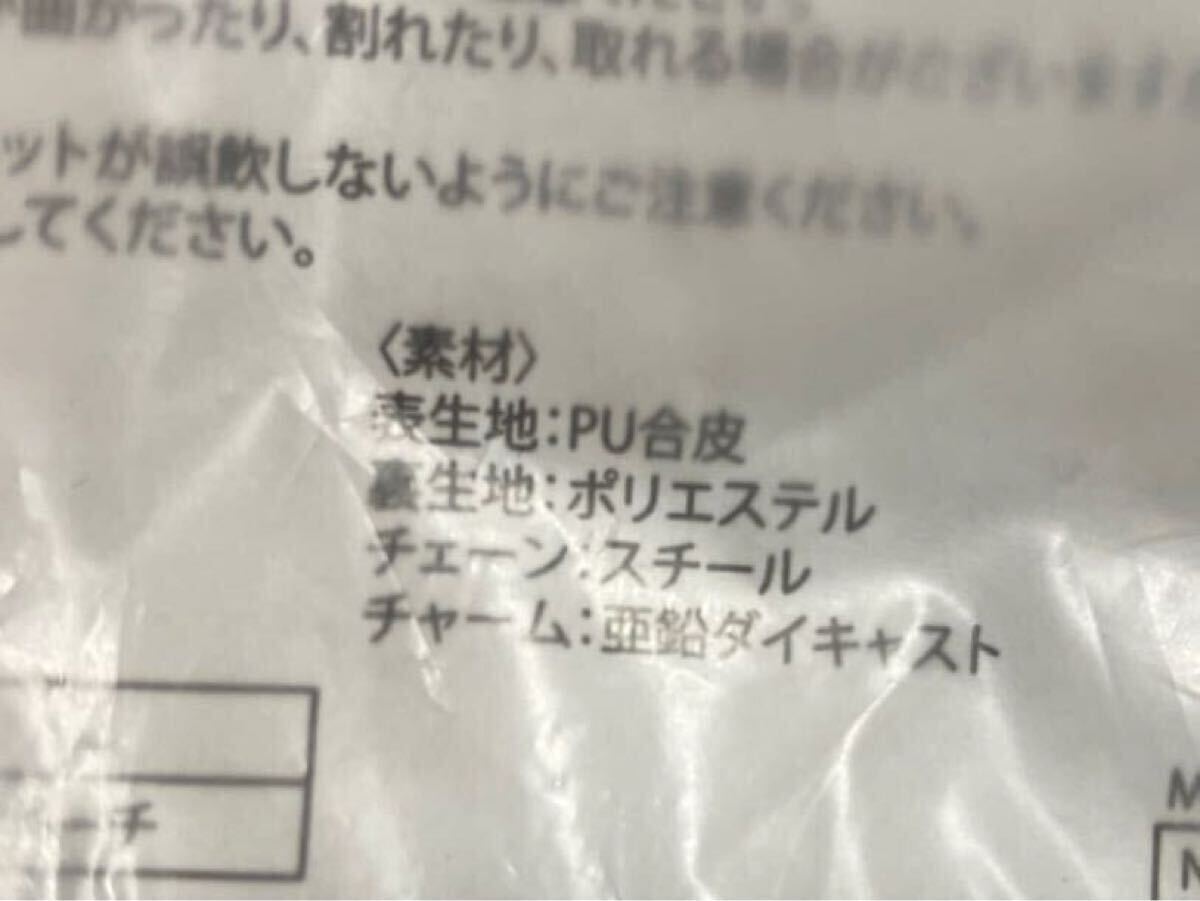 曲がったり、割れたり、取れる場合がございますが
ットが誤飲しないようにご注意ください。
してください。
〈素材〉
表生地：PU合皮
裏生地：ポリエステル
チェーン：スチール
チャーム：亜鉛ダイキャスト
ーチ
M
N